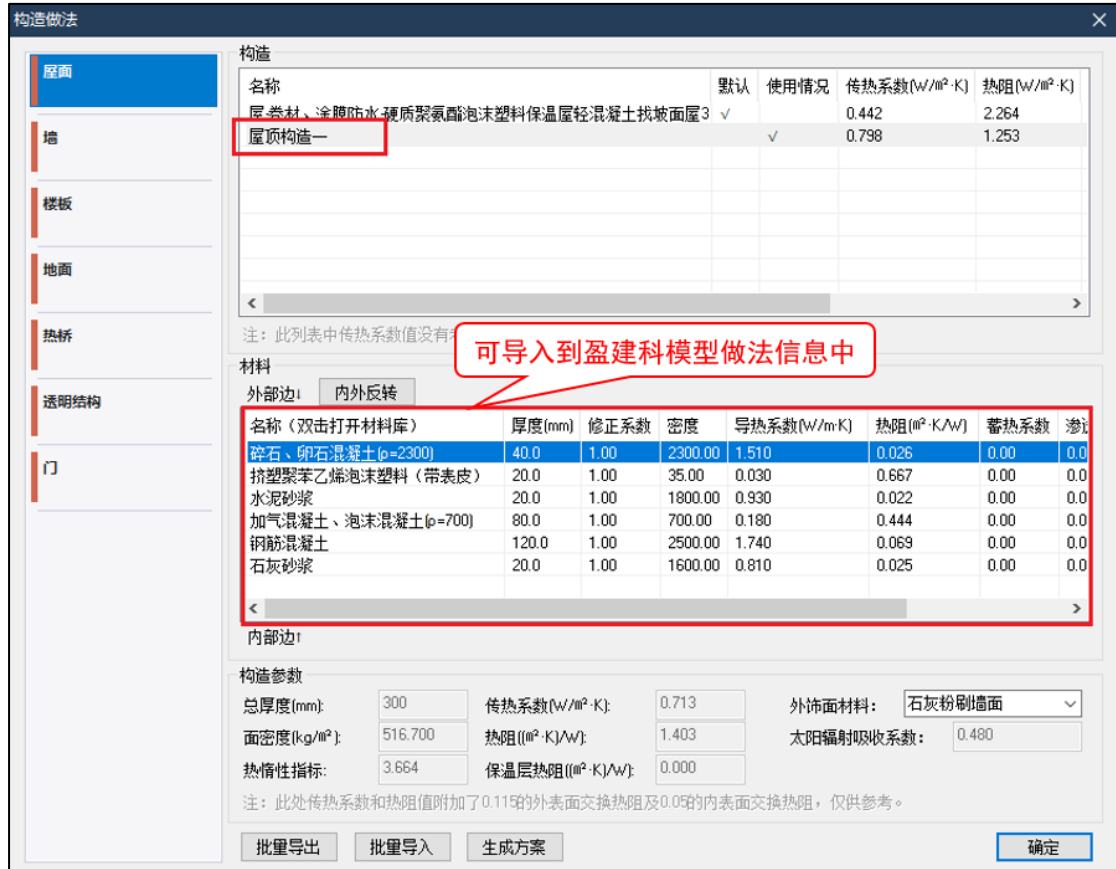 构造做法
屋面
墙
楼板
地面
热桥
透明结构
门
构造
名称 默认 使用情况 传热系数(W/m²·K) 热阻(W/m²·K)
屋-卷材、涂膜防水-硬质聚氨酯泡沫塑料保温屋轻混凝土找坡面屋3 √ 0.442 2.264
屋顶构造一 √ 0.798 1.253
注：此列表中传热系数值没有
可导入到盈建科模型做法信息中
材料
外部边↓ 内外反转
名称（双击打开材料库） 厚度(mm) 修正系数 密度 导热系数(W/m·K) 热阻(m²·K/W) 蓄热系数
碎石、卵石混凝土(ρ=2300) 40.0 1.00 2300.00 1.510 0.026 0.00 0.0
挤塑聚苯乙烯泡沫塑料（带表皮） 20.0 1.00 35.00 0.030 0.667 0.00 0.0
水泥砂浆 20.0 1.00 1800.00 0.930 0.022 0.00 0.0
加气混凝土、泡沫混凝土(ρ=700) 80.0 1.00 700.00 0.180 0.444 0.00 0.0
钢筋混凝土 120.0 1.00 2500.00 1.740 0.069 0.00 0.0
石灰砂浆 20.0 1.00 1600.00 0.810 0.025 0.00 0.0
内部边↑
构造参数
总厚度(mm): 300 传热系数(W/m²·K): 0.713 外饰面材料： 石灰粉刷墙面
面密度(kg/m²): 516.700 热阻((m²·K)/W): 1.403 太阳辐射吸收系数： 0.480
热惰性指标: 3.664 保温层热阻((m²·K)/W): 0.000
注：此处传热系数和热阻值附加了0.115的外表面交换热阻及0.05的内表面交换热阻，仅供参考。
批量导出 批量导入 生成方案 确定